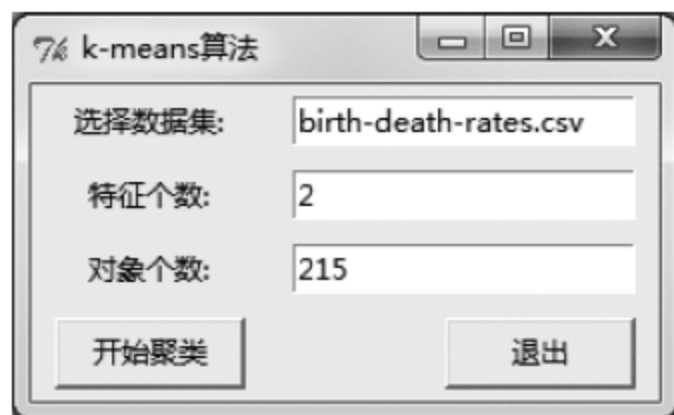 k-means算法
选择数据集: birth-death-rates.csv
特征个数: 2
对象个数: 215
开始聚类 退出